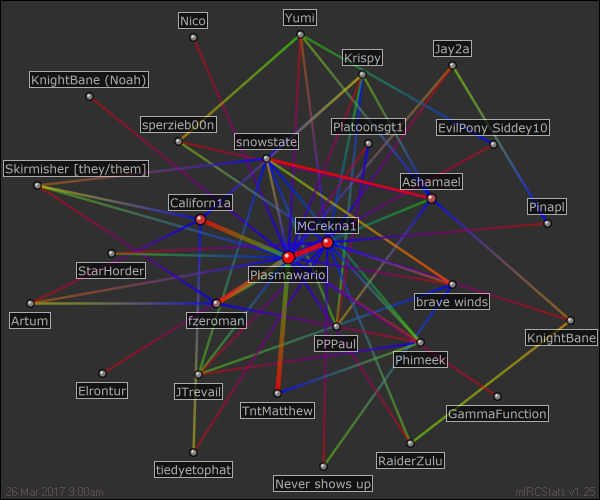 Nico
Yumi
Krispy
Jay2a
KnightBane (Noah)
sperzieb00n
Platoonsgt1
EvilPony Siddey10
snowstate
Skirmisher [they/them]
Ashamael
Californ1a
Pinapl
MCrekna1
StarHorder
Plasmawario
brave winds
Artum
fzeroman
PPPaul
KnightBane
Phimeek
Elrontur
JTrevail
TntMatthew
GammaFunction
tiedyetophat
RaiderZulu
Never shows up
26 Mar 2017 9:00am
mIRCStats v1.25